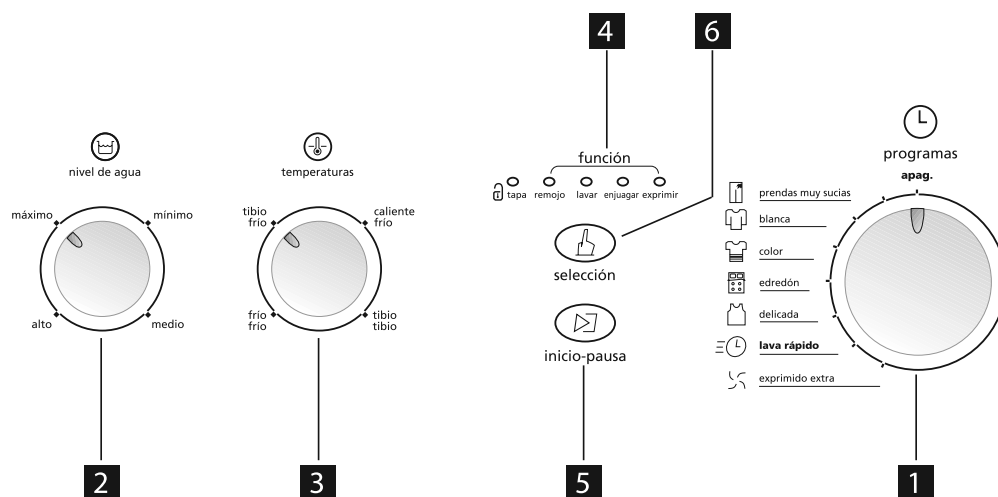 4
6
nivel de agua
máximo
mínimo
alto
medio
2
temperaturas
tibio
frío
caliente
frío
frío
frío
tibio
tibio
3
función
tapa
remojo
lavar
enjuagar
exprimir
selección
inicio-pausa
5
programas
apag.
prendas muy sucias
blanca
color
edredón
delicada
lava rápido
exprimido extra
1